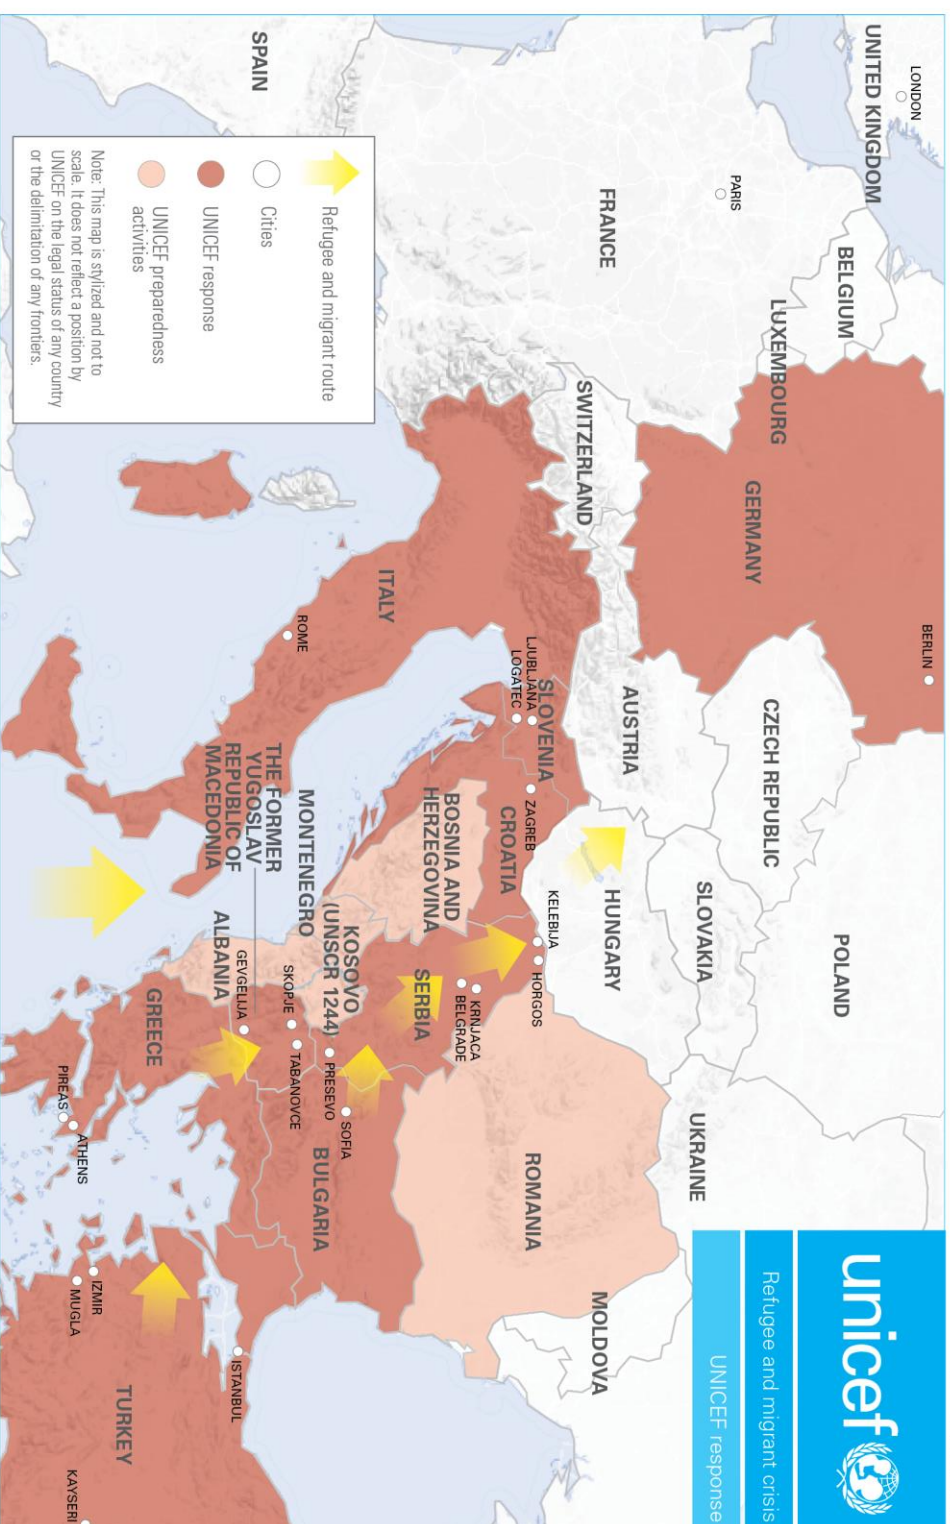 unicef
Refugee and migrant crisis
UNICEF response
LONDON
UNITED KINGDOM
BELGIUM
LUXEMBOURG
PARIS
FRANCE
SPAIN
SWITZERLAND
GERMANY
BERLIN
POLAND
CZECH REPUBLIC
SLOVAKIA
UKRAINE
AUSTRIA
HUNGARY
MOLDOVA
LJUBLJANA
LOGATEC
SLOVENIA
ZAGREB
CROATIA
KELEBIJA
HORGOS
ROMANIA
BOSNIA AND
HERZEGOVINA
KRNJACA
BELGRADE
SERBIA
ITALY
ROME
MONTENEGRO
KOSOVO
(UNSCR 1244)
PRESEVO
SOFIA
BULGARIA
THE FORMER
YUGOSLAV
REPUBLIC OF
MACEDONIA
SKOPJE
TABANOVCE
ALBANIA
GEVGELIJA
GREECE
PIREAS
ATHENS
ISTANBUL
IZMIR
MUGLA
TURKEY
KAYSERI
Refugee and migrant route
Cities
UNICEF response
UNICEF preparedness
activities
Note: This map is stylized and not to
scale. It does not reflect a position by
UNICEF on the legal status of any country
or the delimitation of any frontiers.